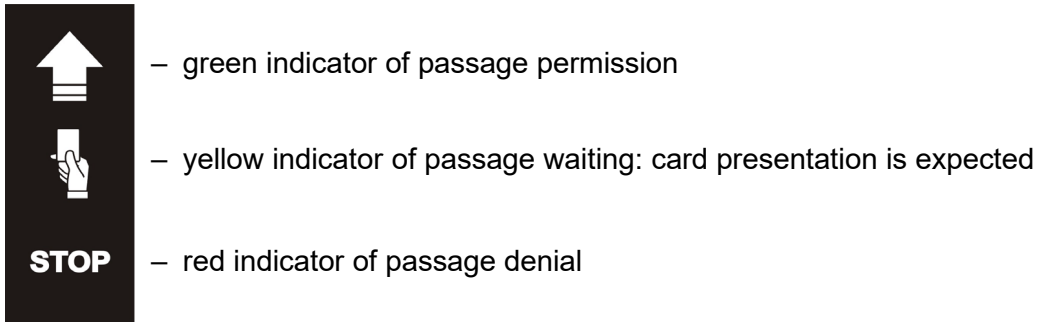 – green indicator of passage permission
– yellow indicator of passage waiting: card presentation is expected
STOP – red indicator of passage denial